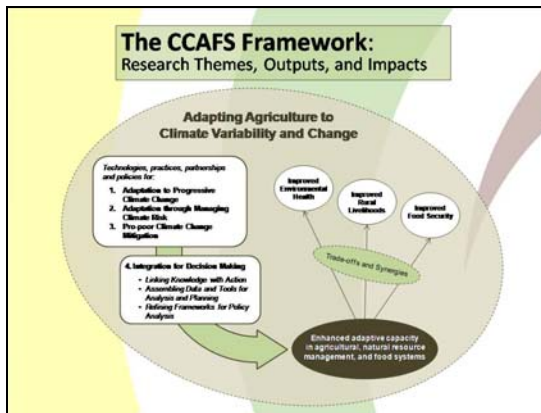 The CCAFS Framework:
Research Themes, Outputs, and Impacts
Adapting Agriculture to
Climate Variability and Change
Technologies, practices, partnerships
and policies for:
1. Adaptation to Progressive
Climate Change
2. Adaptation through Managing
Climate Risk
3. Pro-poor Climate Change
Mitigation
4. Integration for Decision Making
• Linking Knowledge with Action
• Assembling Data and Tools for
Analysis and Planning
• Refining Frameworks for Policy
Analysis
Improved
Environmental
Health
Improved
Rural
Livelihoods
Improved
Food Security
Trade-offs and Synergies
Enhanced adaptive capacity
in agricultural, natural resource
management, and food systems